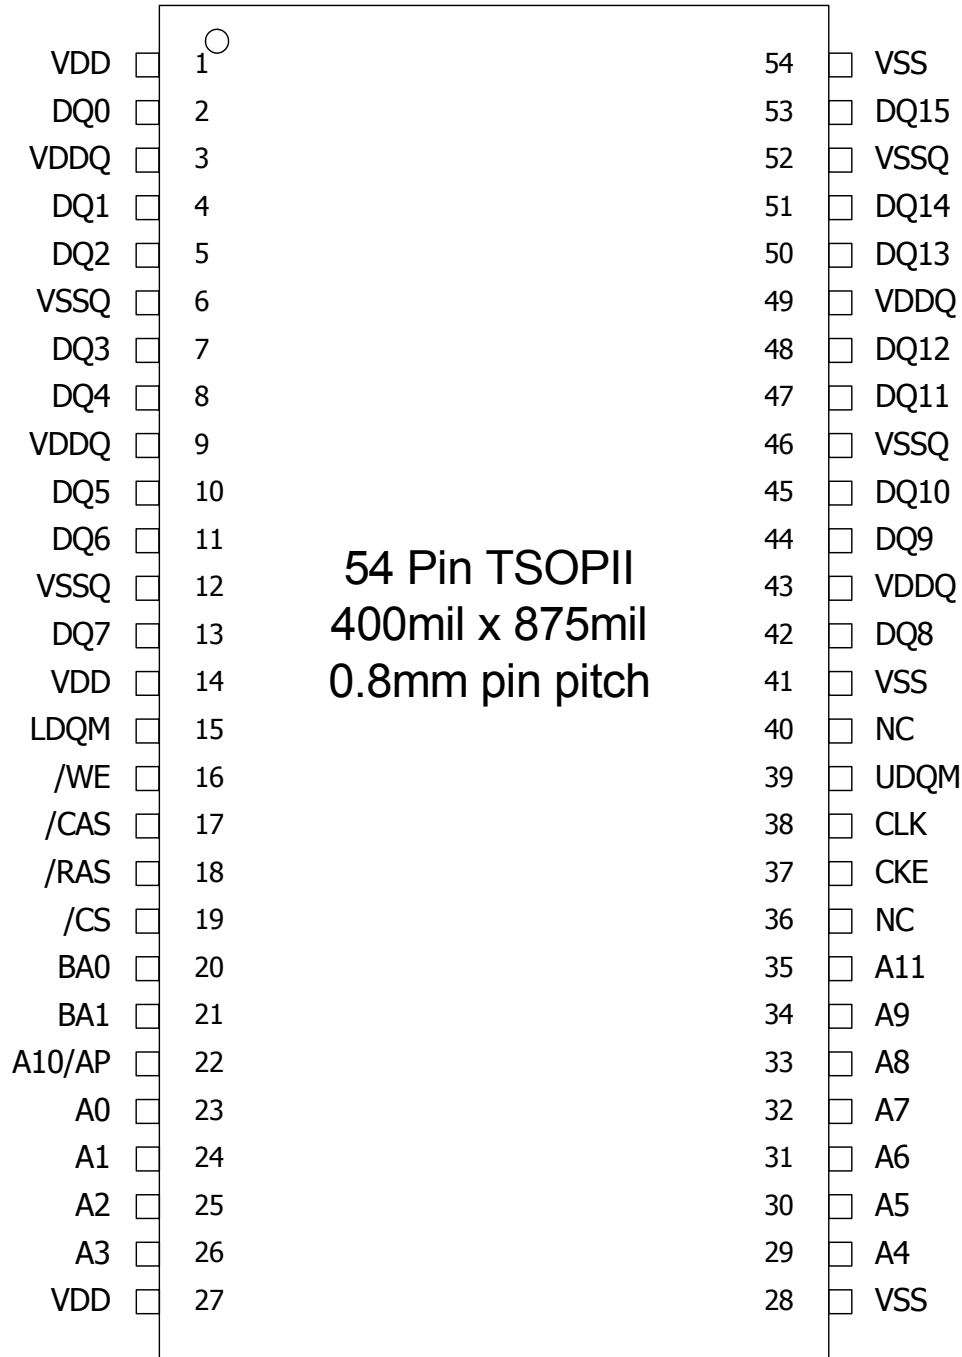 VDD 1 54 VSS
DQ0 2 53 DQ15
VDDQ 3 52 VSSQ
DQ1 4 51 DQ14
DQ2 5 50 DQ13
VSSQ 6 49 VDDQ
DQ3 7 48 DQ12
DQ4 8 47 DQ11
VDDQ 9 46 VSSQ
DQ5 10 45 DQ10
DQ6 11 44 DQ9
54 Pin TSOPII
VSSQ 12 43 VDDQ
400mil x 875mil
DQ7 13 42 DQ8
0.8mm pin pitch
VDD 14 41 VSS
LDQM 15 40 NC
/WE 16 39 UDQM
/CAS 17 38 CLK
/RAS 18 37 CKE
/CS 19 36 NC
BA0 20 35 A11
BA1 21 34 A9
A10/AP 22 33 A8
A0 23 32 A7
A1 24 31 A6
A2 25 30 A5
A3 26 29 A4
VDD 27 28 VSS